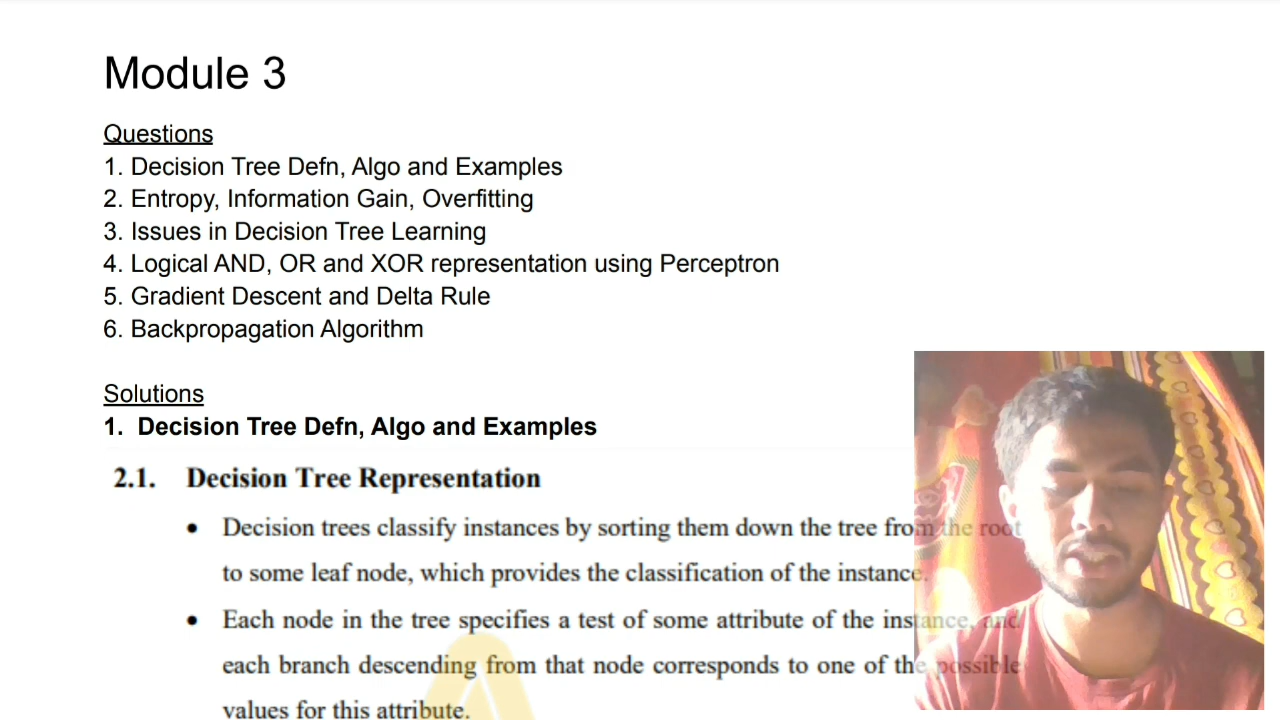 Module 3
Questions
1. Decision Tree Defn, Algo and Examples
2. Entropy, Information Gain, Overfitting
3. Issues in Decision Tree Learning
4. Logical AND, OR and XOR representation using Perceptron
5. Gradient Descent and Delta Rule
6. Backpropagation Algorithm
Solutions
1. Decision Tree Defn, Algo and Examples
2.1. Decision Tree Representation
• Decision trees classify instances by sorting them down the tree from the root
to some leaf node, which provides the classification of the instance.
• Each node in the tree specifies a test of some attribute of the instance, and
each branch descending from that node corresponds to one of the possible
values for this attribute.